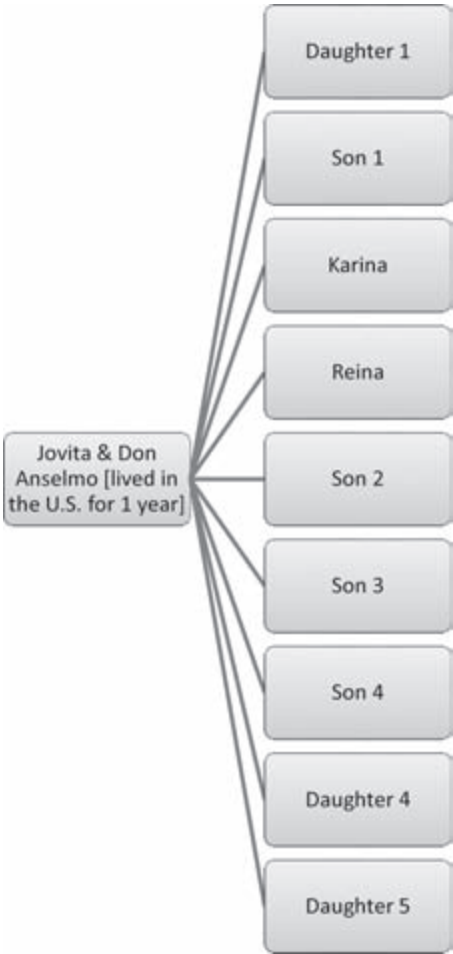 Daughter 1
Son 1
Karina
Reina
Jovita & Don
Anselmo [lived in
the U.S. for 1 year]
Son 2
Son 3
Son 4
Daughter 4
Daughter 5